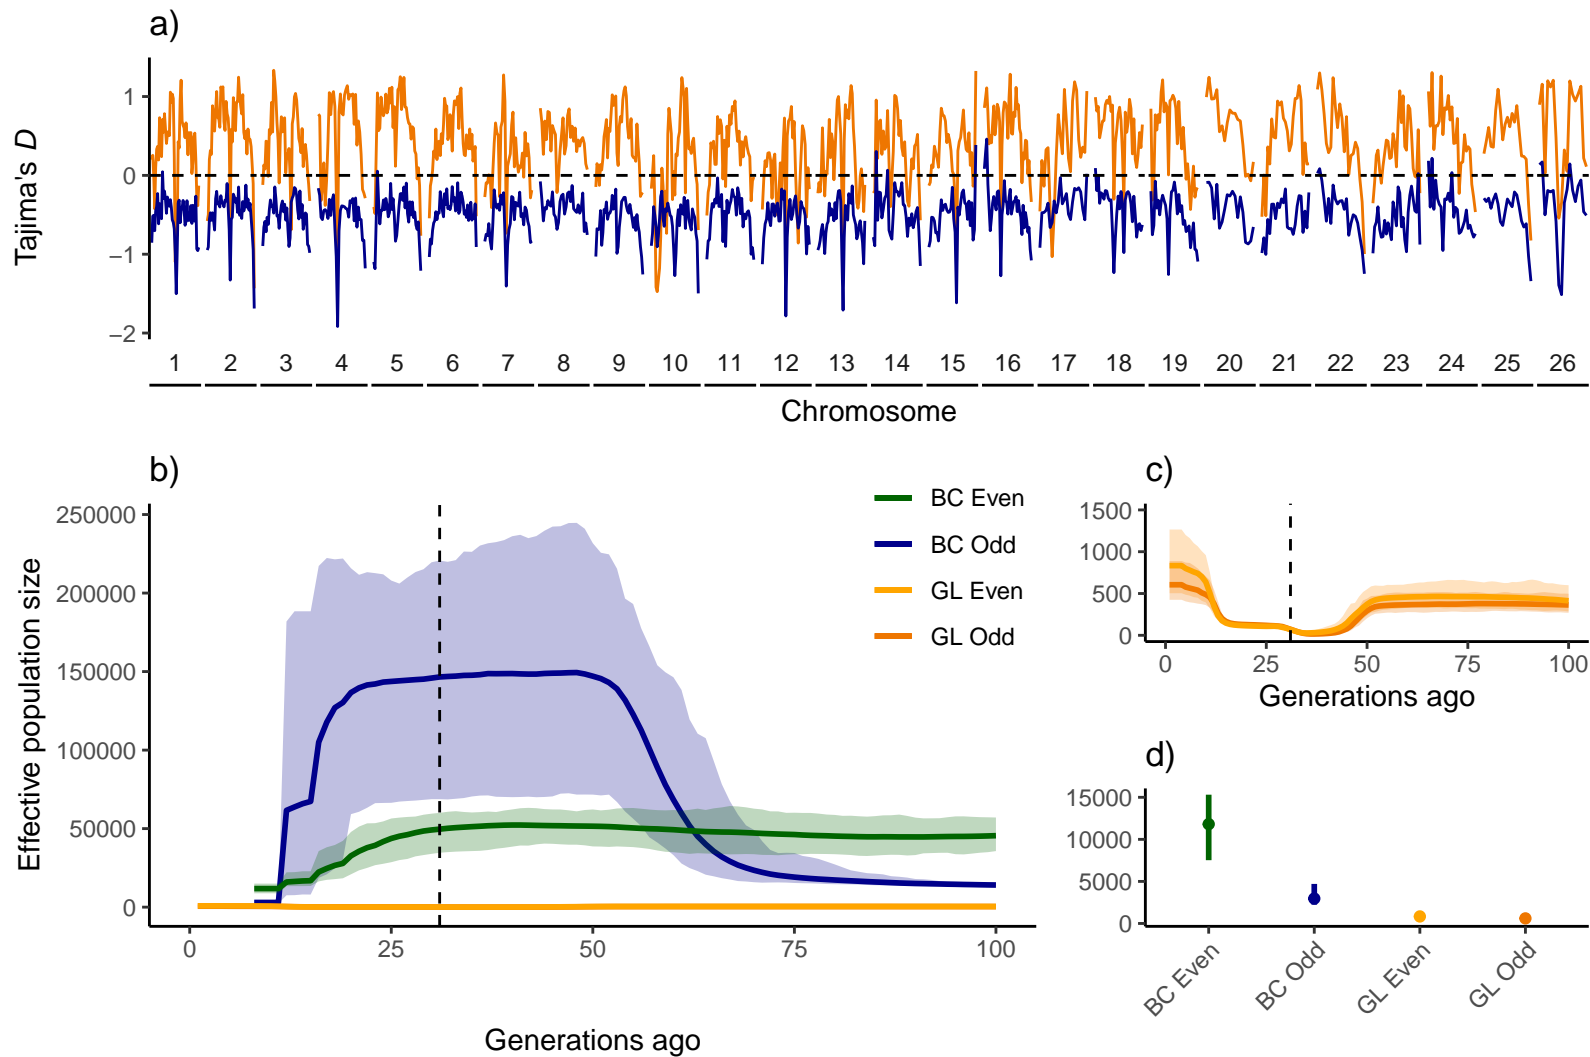 a)
Tajima's D
1
0
−1
−2
1 2 3 4 5 6 7 8 9 10 11 12 13 14 15 16 17 18 19 20 21 22 23 24 25 26
Chromosome
b)
Effective population size
250000
200000
150000
100000
50000
0
0 25 50 75 100
Generations ago
BC Even
BC Odd
GL Even
GL Odd
c)
1500
1000
500
0
0 25 50 75 100
Generations ago
d)
15000
10000
5000
0
BC Even
BC Odd
GL Even
GL Odd